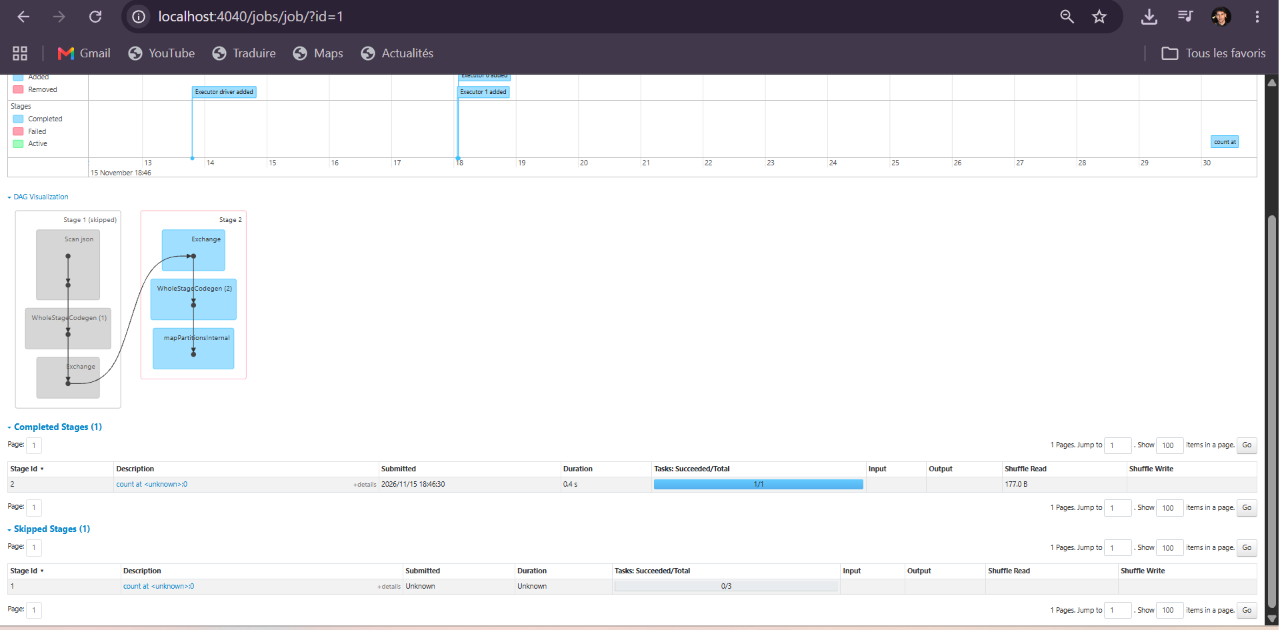 localhost:4040/jobs/job/?id=1
Gmail YouTube Traduire Maps Actualités Tous les favoris
Added Executor 0 added
Removed Executor driver added Executor 1 added
Stages
Completed
Failed
Active count at
13 14 15 16 17 18 19 20 21 22 23 24 25 26 27 28 29 30
15 November 18:46
DAG Visualization
Stage 1 (skipped) Stage 2
Scan json Exchange
WholeStageCodegen (2)
WholeStageCodegen (1)
mapPartitionsInternal
Exchange
Completed Stages (1)
Page: 1 1 Pages. Jump to 1 . Show 100 items in a page. Go
Stage Id Description Submitted Duration Tasks: Succeeded/Total Input Output Shuffle Read Shuffle Write
2 count at <unknown>:0 +details 2026/11/15 18:46:30 0.4 s 1/1 177.0 B
Page: 1 1 Pages. Jump to 1 . Show 100 items in a page. Go
Skipped Stages (1)
Page: 1 1 Pages. Jump to 1 . Show 100 items in a page. Go
Stage Id Description Submitted Duration Tasks: Succeeded/Total Input Output Shuffle Read Shuffle Write
1 count at <unknown>:0 +details Unknown Unknown 0/3
Page: 1 1 Pages. Jump to 1 . Show 100 items in a page. Go